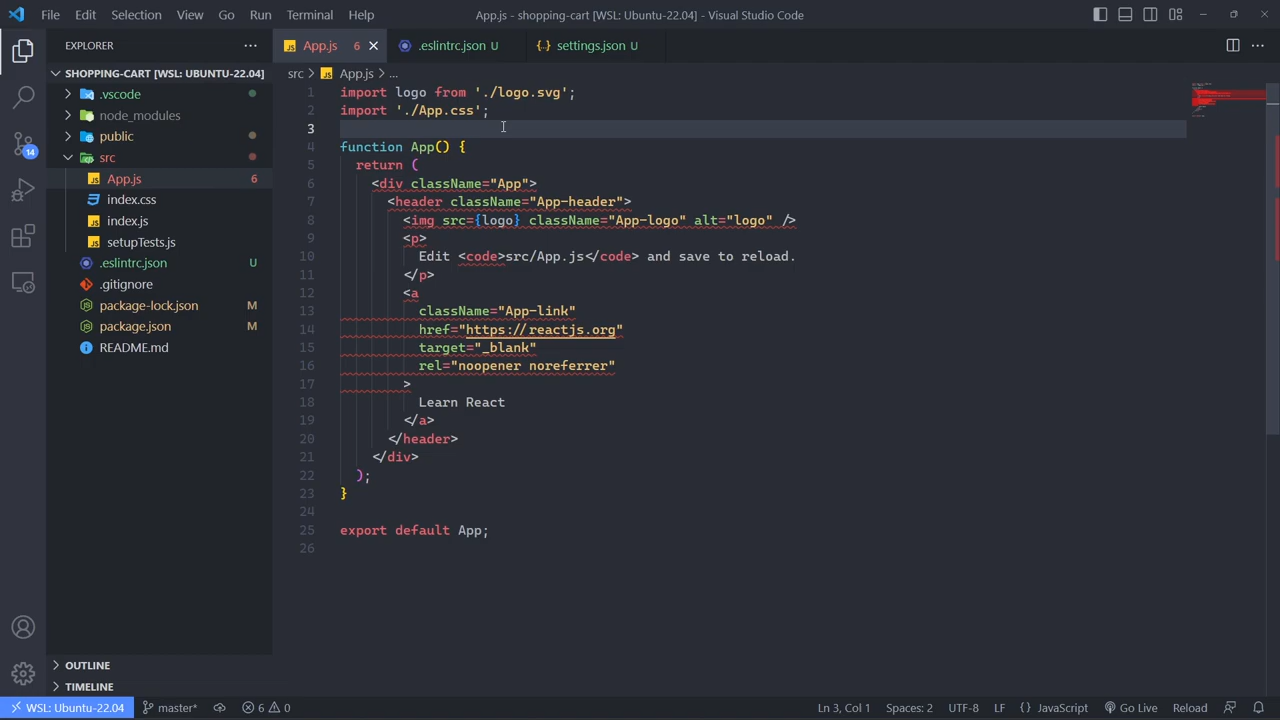 File Edit Selection View Go Run Terminal Help App.js - shopping-cart [WSL: Ubuntu-22.04] - Visual Studio Code
EXPLORER
SHOPPING-CART [WSL: UBUNTU-22.04]
.vscode
node_modules
public
src
JS App.js 6
index.css
JS index.js
JS setupTests.js
.eslintrc.json U
.gitignore
package-lock.json M
package.json M
README.md
OUTLINE
TIMELINE
14
JS App.js 6 .eslintrc.json U {..} settings.json U
src > JS App.js > ...
1 import logo from './logo.svg';
2 import './App.css';
3
4 function App() {
5 return (
6 <div className="App">
7 <header className="App-header">
8 <img src={logo} className="App-logo" alt="logo" />
9 <p>
10 Edit <code>src/App.js</code> and save to reload.
11 </p>
12 <a
13 className="App-link"
14 href="https://reactjs.org"
15 target="_blank"
16 rel="noopener noreferrer"
17 >
18 Learn React
19 </a>
20 </header>
21 </div>
22 );
23 }
24
25 export default App;
26
WSL: Ubuntu-22.04 master* 6 0 Ln 3, Col 1 Spaces: 2 UTF-8 LF {} JavaScript Go Live Reload